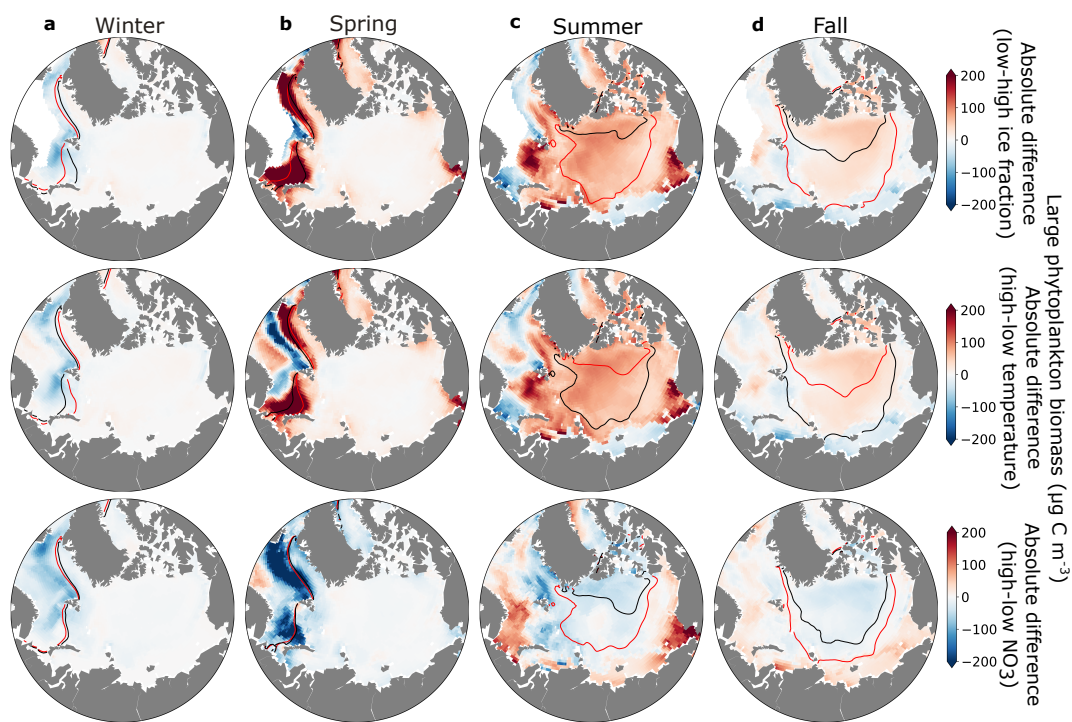 a Winter
b Spring
c Summer
d Fall
200
100
0
−100
−200
Absolute difference
(low-high ice fraction)
200
100
0
−100
−200
Absolute difference
(high-low temperature)
200
100
0
−100
−200
Absolute difference
(high-low NO3)
Large phytoplankton biomass (μg C m-3)